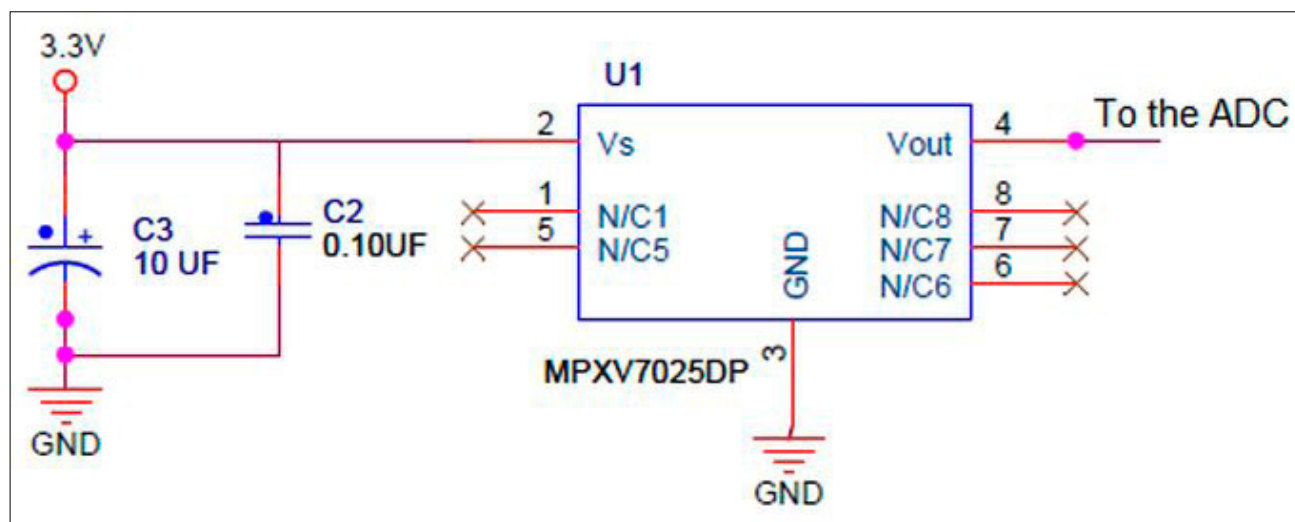 3.3V
U1
2
Vs
Vout
4
To the ADC
C3
10 UF
+
C2
0.10UF
1
N/C1
5
N/C5
GND
N/C8
8
N/C7
7
N/C6
6
MPXV7025DP
3
GND
GND